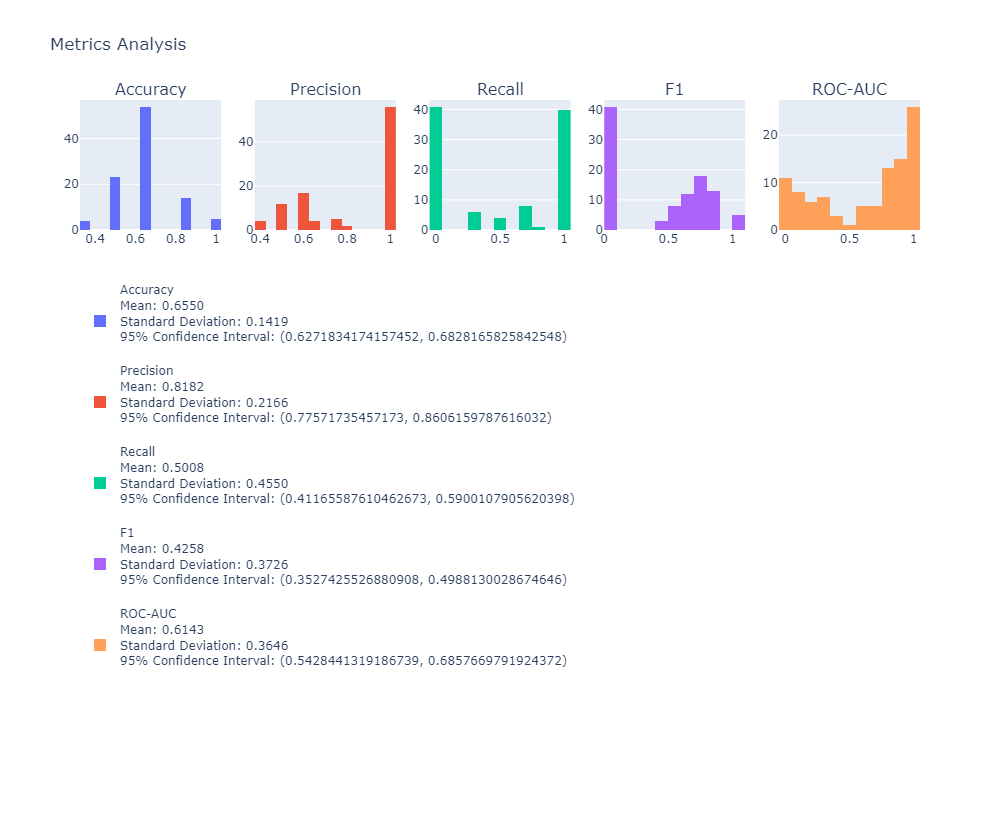 Metrics Analysis
Accuracy
Precision
Recall
F1
ROC-AUC
40
20
0
0.4
0.6
0.8
1
40
20
0
0.4
0.6
0.8
1
40
30
20
10
0
0
0.5
1
40
30
20
10
0
0
0.5
1
20
10
0
0
0.5
1
Accuracy
Mean: 0.6550
Standard Deviation: 0.1419
95% Confidence Interval: (0.6271834174157452, 0.6828165825842548)
Precision
Mean: 0.8182
Standard Deviation: 0.2166
95% Confidence Interval: (0.77571735457173, 0.8606159787616032)
Recall
Mean: 0.5008
Standard Deviation: 0.4550
95% Confidence Interval: (0.41165587610462673, 0.5900107905620398)
F1
Mean: 0.4258
Standard Deviation: 0.3726
95% Confidence Interval: (0.3527425526880908, 0.4988130028674646)
ROC-AUC
Mean: 0.6143
Standard Deviation: 0.3646
95% Confidence Interval: (0.5428441319186739, 0.6857669791924372)